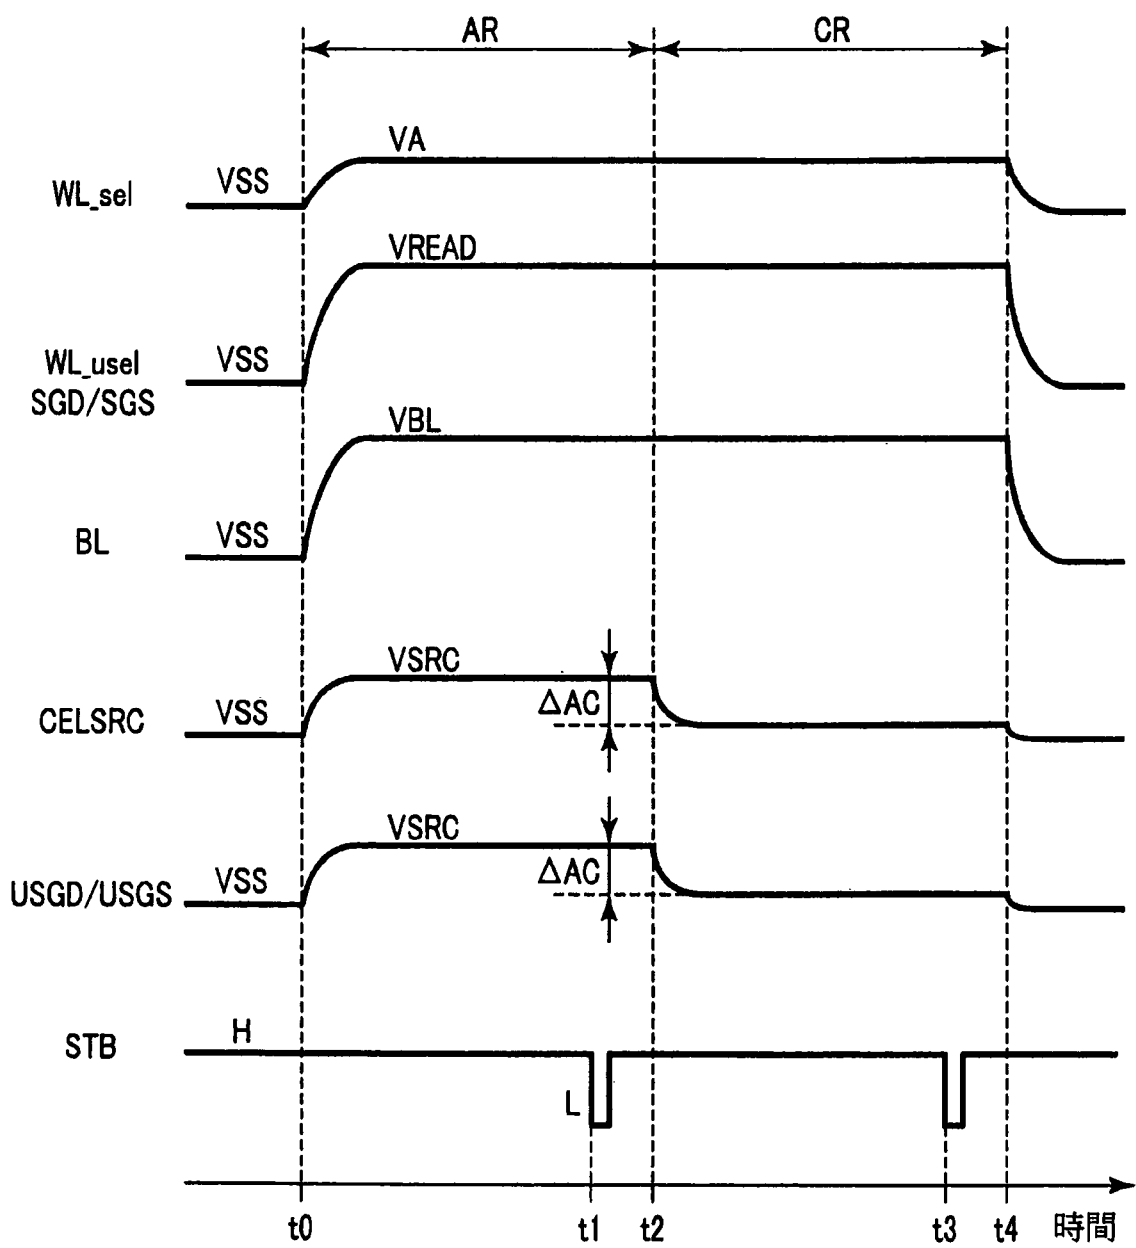 AR
CR
VA
WL_sel
VSS
VREAD
WL_usel
SGD/SGS
VSS
VBL
BL
VSS
VSRC
ΔAC
CELSRC
VSS
VSRC
ΔAC
USGD/USGS
VSS
STB
H
L
t0
t1
t2
t3
t4
時間